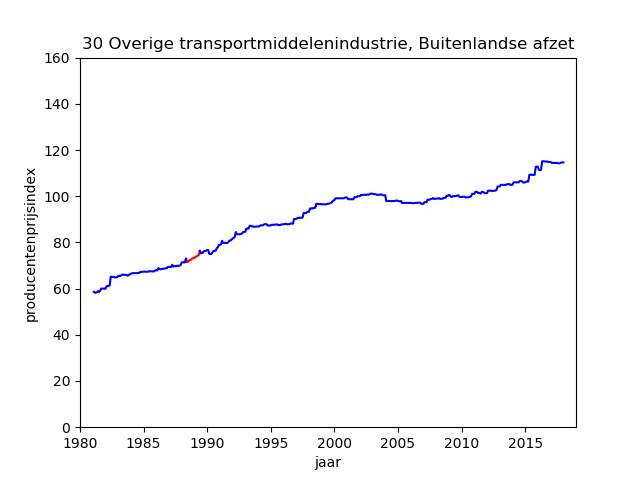 30 Overige transportmiddelenindustrie, Buitenlandse afzet
160
140
120
100
80
60
40
20
0
producentenprijsindex
1980 1985 1990 1995 2000 2005 2010 2015
jaar